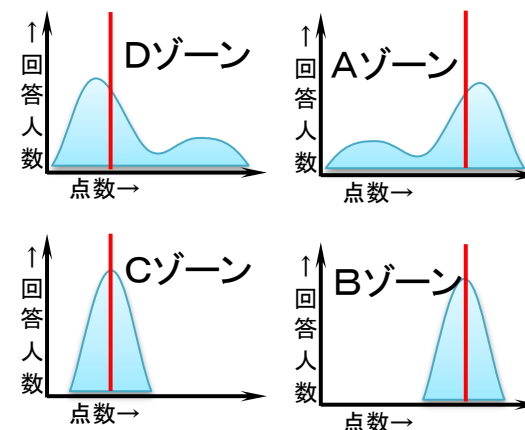 ↑回答人数
Dゾーン
点数→
↑回答人数
Aゾーン
点数→
↑回答人数
Cゾーン
点数→
↑回答人数
Bゾーン
点数→